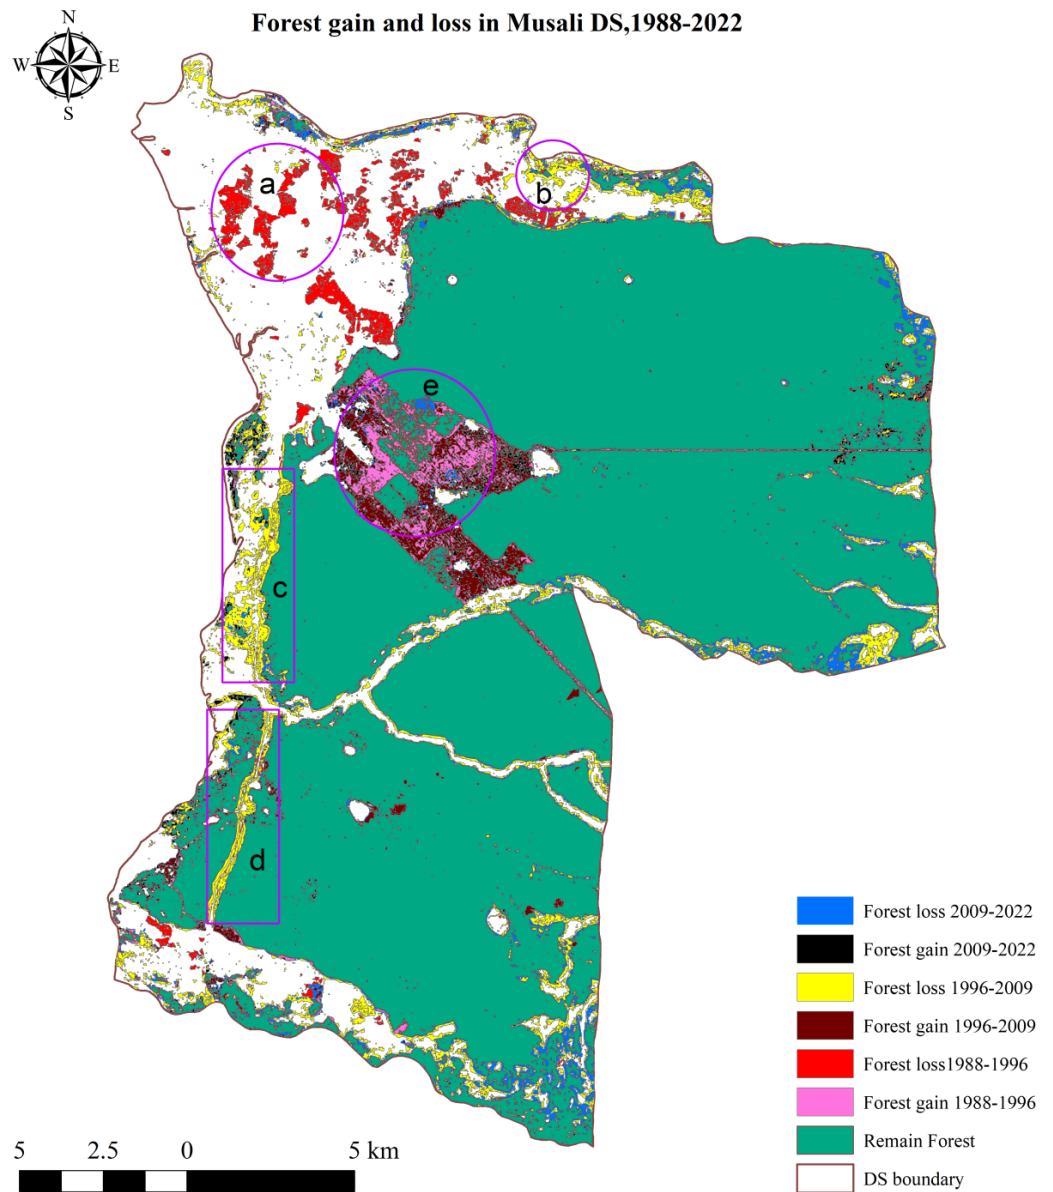 Forest gain and loss in Musali DS,1988-2022
N
W E
S
a
b
e
c
d
Forest loss 2009-2022
Forest gain 2009-2022
Forest loss 1996-2009
Forest gain 1996-2009
Forest loss1988-1996
Forest gain 1988-1996
Remain Forest
DS boundary
5 2.5 0 5 km